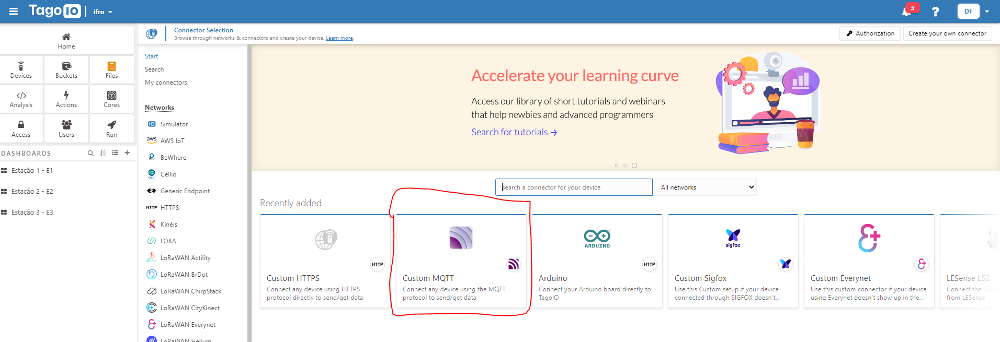 TagoIO
ifro
3
DF
Home
Devices
Buckets
Files
Analysis
Actions
Cores
Access
Users
Run
DASHBOARDS
Estação 1 - E1
Estação 2 - E2
Estação 3 - E3
Connector Selection
Browse through networks & connectors and create your device. Learn more.
Authorization
Create your own connector
Start
Search
My connectors
Networks
Simulator
aws AWS IoT
BeWhere
Cellio
Generic Endpoint
HTTP HTTPS
Kinéis
LOKA
LoRaWAN Actility
LoRaWAN BrDot
LoRaWAN ChirpStack
LoRaWAN CityKinect
LoRaWAN Everynet
LoRaWAN Helium
Accelerate your learning curve
Access our library of short tutorials and webinars
that help newbies and advanced programmers
Search for tutorials →
search a connector for your device
All networks
Recently added
HTTP
Custom HTTPS
Connect any device using HTTPS
protocol directly to send/get data
Custom MQTT
Connect any device using the MQTT
protocol to send/get data
ARDUINO
HTTP
Arduino
Connect your Arduino board directly to
TagoIO
sigfox
Custom Sigfox
Use this Custom setup if your device
connected through SIGFOX doesn't...
Custom Everynet
Use this custom connector if your device
using Everynet doesn't show up in the...
LESense LS2
Connect the LS2-
from LESense